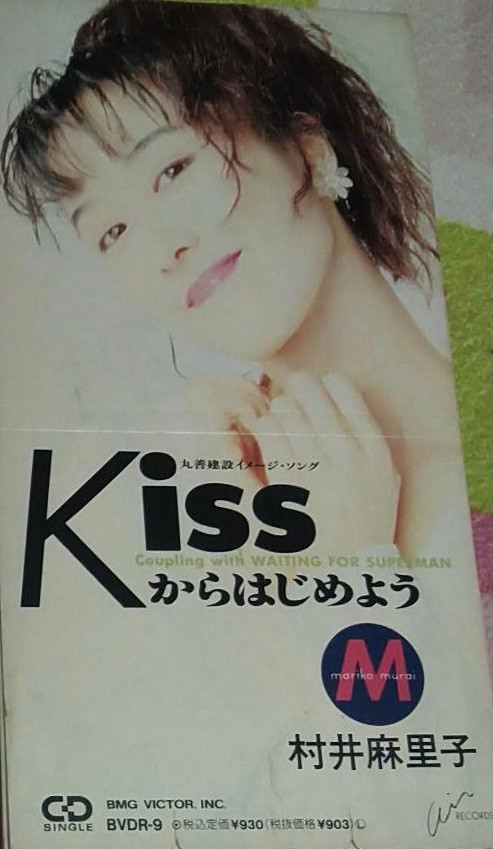 丸善建設イメージ・ソング
Kiss
Coupling with WAITING FOR SUPERMAN
からはじめよう
M
mariko murai
村井麻里子
CD
SINGLE
BMG VICTOR, INC.
BVDR-9 税込定価¥930(税抜価格¥903)Ⓛ
air RECORDS